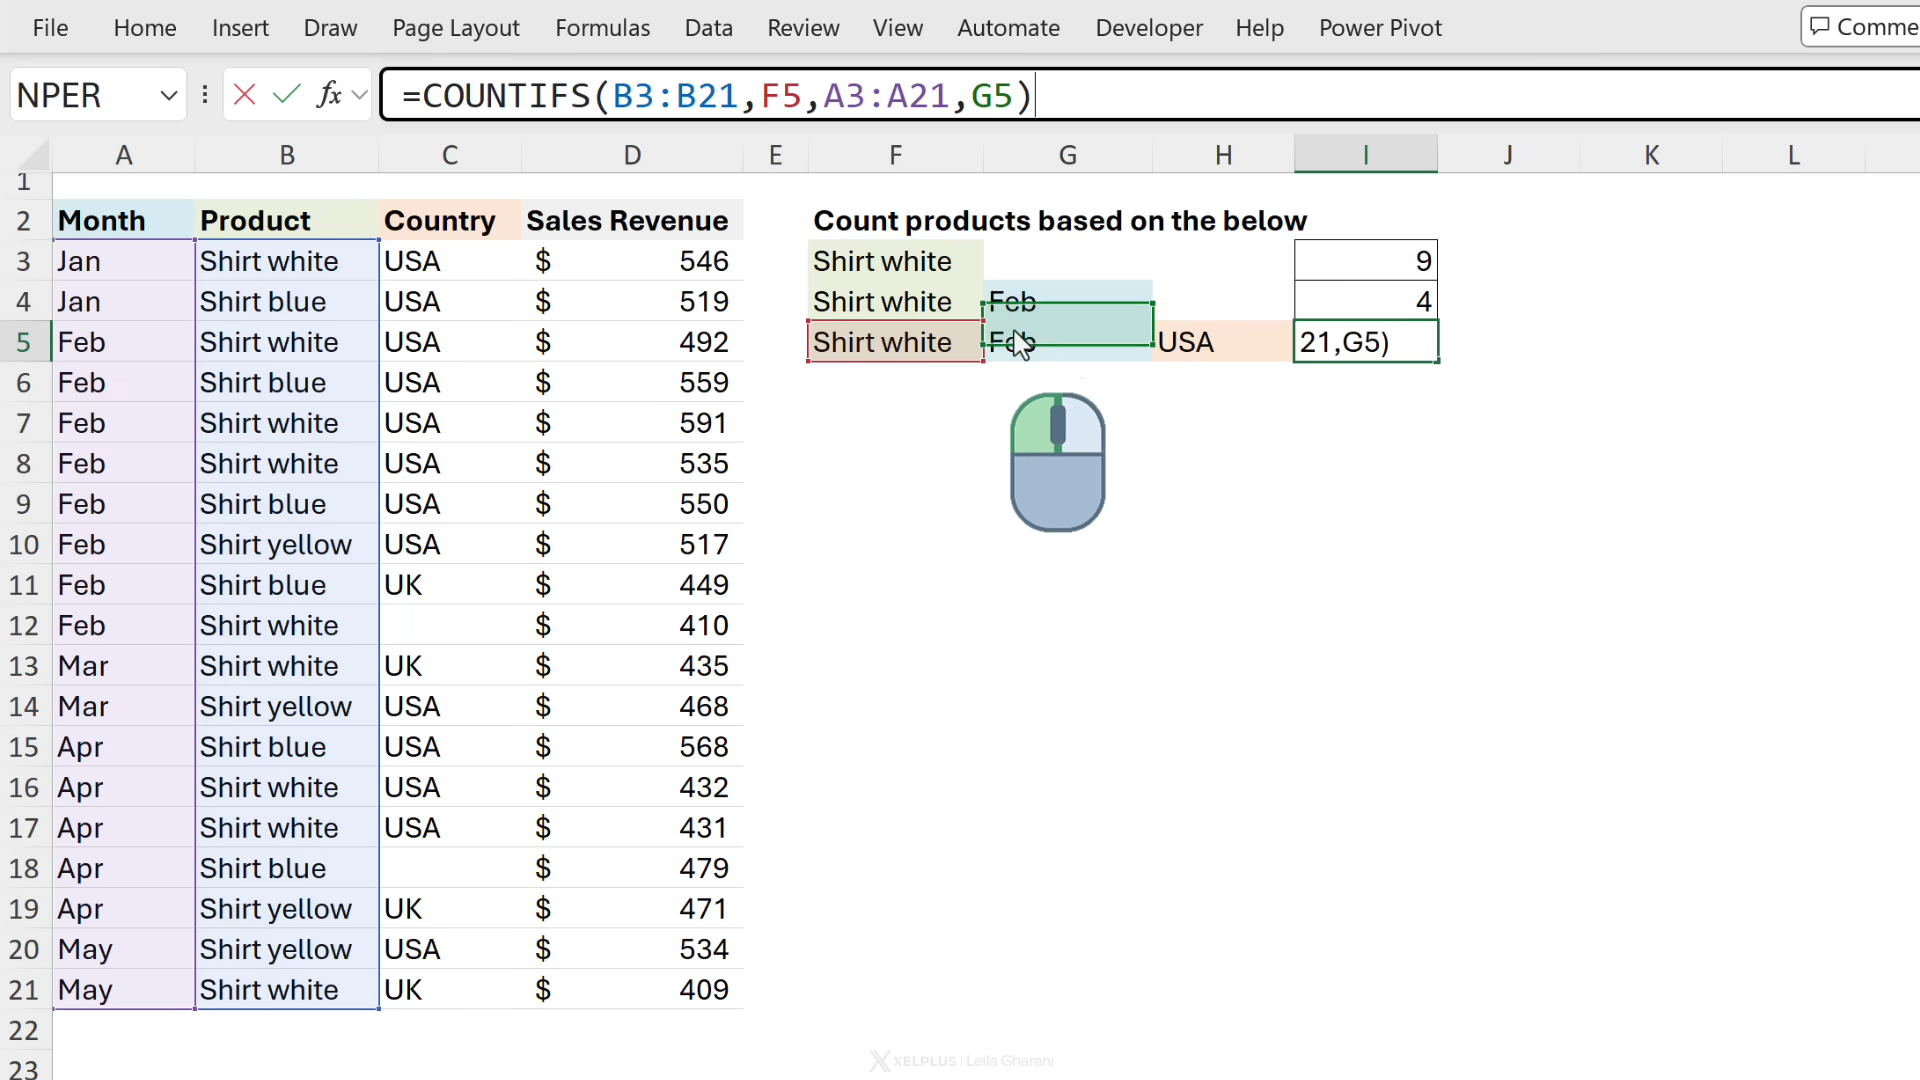 File Home Insert Draw Page Layout Formulas Data Review View Automate Developer Help Power Pivot Comme
NPER fx =COUNTIFS(B3:B21,F5,A3:A21,G5)
A B C D E F G H I J K L
1
2 Month Product Country Sales Revenue Count products based on the below
3 Jan Shirt white USA $ 546 Shirt white 9
4 Jan Shirt blue USA $ 519 Shirt white Feb 4
5 Feb Shirt white USA $ 492 Shirt white Feb USA 21,G5)
6 Feb Shirt blue USA $ 559
7 Feb Shirt white USA $ 591
8 Feb Shirt white USA $ 535
9 Feb Shirt blue USA $ 550
10 Feb Shirt yellow USA $ 517
11 Feb Shirt blue UK $ 449
12 Feb Shirt white $ 410
13 Mar Shirt white UK $ 435
14 Mar Shirt yellow USA $ 468
15 Apr Shirt blue USA $ 568
16 Apr Shirt white USA $ 432
17 Apr Shirt white USA $ 431
18 Apr Shirt blue $ 479
19 Apr Shirt yellow UK $ 471
20 May Shirt yellow USA $ 534
21 May Shirt white UK $ 409
22
23
XELPLUS | Leila Gharani